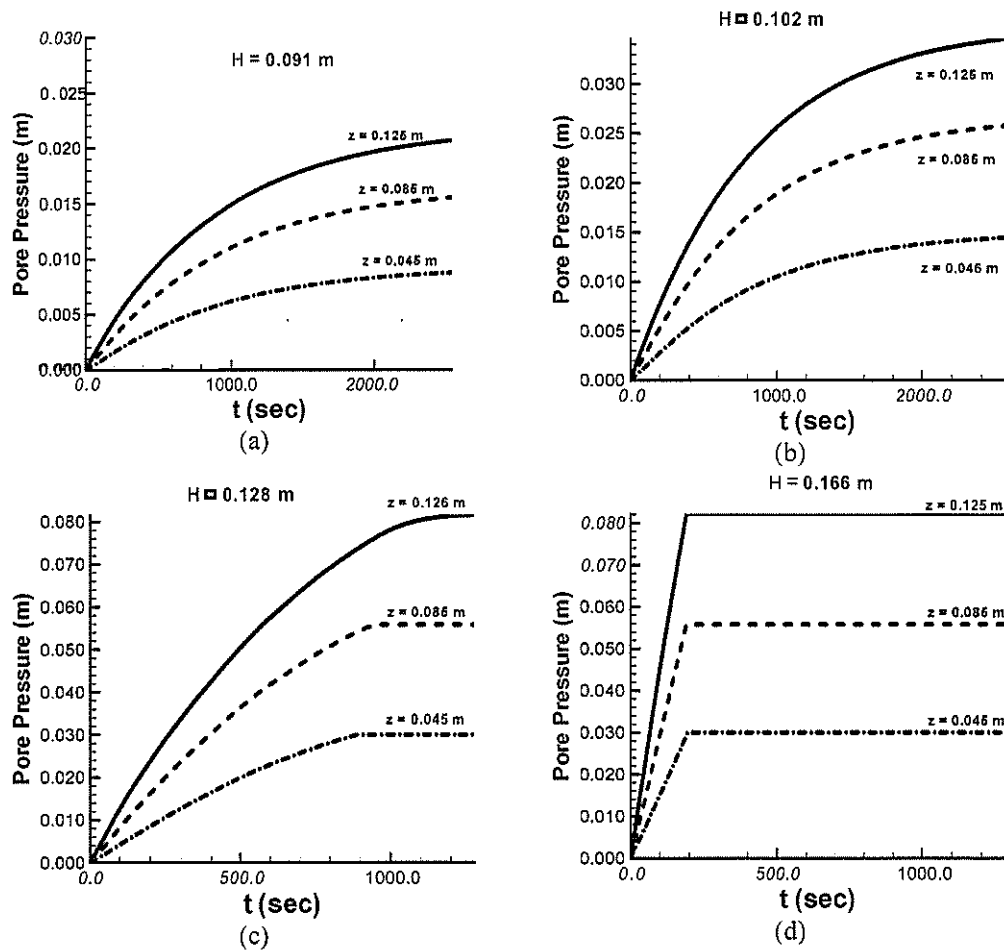 H = 0.091 m
0.030
0.025
0.020
0.015
0.010
0.005
0.000
Pore Pressure (m)
z = 0.125 m
z = 0.085 m
z = 0.045 m
0.0
1000.0
2000.0
t (sec)
(a)
H = 0.102 m
0.030
0.025
0.020
0.015
0.010
0.005
0.000
Pore Pressure (m)
z = 0.125 m
z = 0.085 m
z = 0.045 m
0.0
1000.0
2000.0
t (sec)
(b)
H = 0.128 m
0.080
0.070
0.060
0.050
0.040
0.030
0.020
0.010
0.000
Pore Pressure (m)
z = 0.125 m
z = 0.085 m
z = 0.045 m
0.0
500.0
1000.0
t (sec)
(c)
H = 0.166 m
0.080
0.070
0.060
0.050
0.040
0.030
0.020
0.010
0.000
Pore Pressure (m)
z = 0.125 m
z = 0.085 m
z = 0.045 m
0.0
500.0
1000.0
t (sec)
(d)